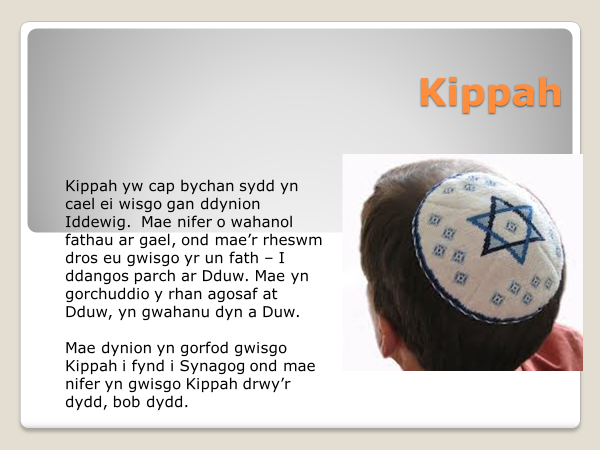 Kippah
Kippah yw cap bychan sydd yn
cael ei wisgo gan ddynion
Iddewig.  Mae nifer o wahanol
fathau ar gael, ond mae’r rheswm
dros eu gwisgo yr un fath – I
ddangos parch ar Dduw. Mae yn
gorchuddio y rhan agosaf at
Dduw, yn gwahanu dyn a Duw.
Mae dynion yn gorfod gwisgo
Kippah i fynd i Synagog ond mae
nifer yn gwisgo Kippah drwy’r
dydd, bob dydd.